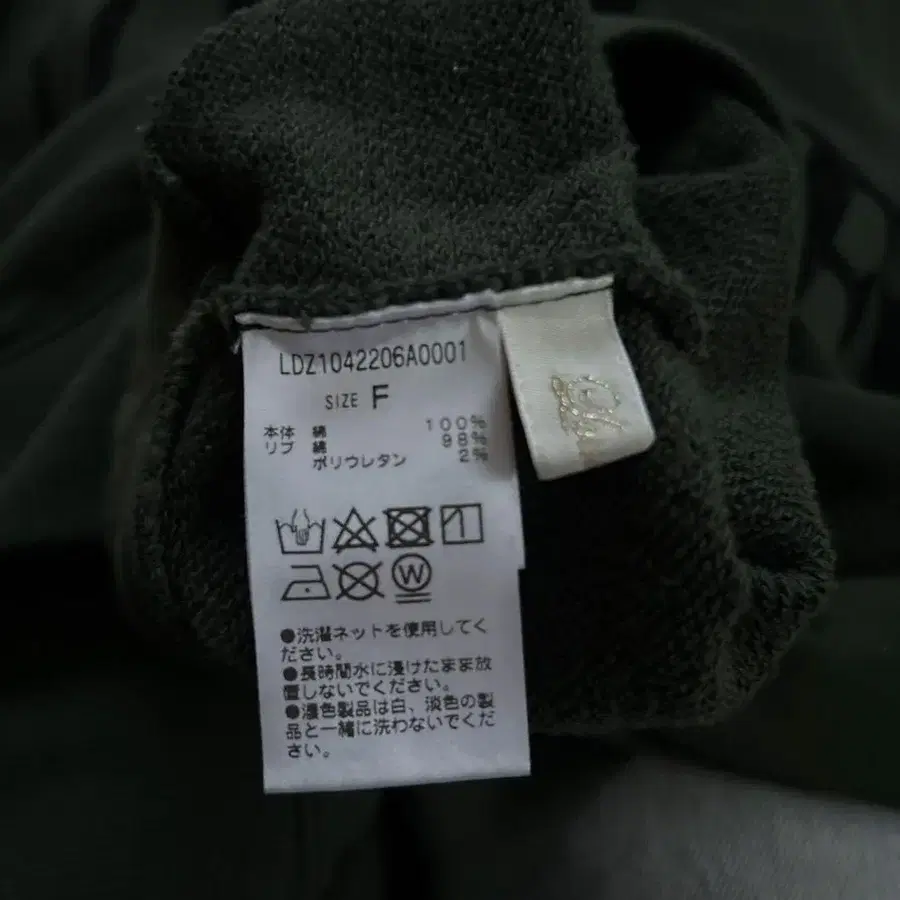 LDZ1042206A0001
SIZE F
本体 綿 100%
リブ 綿 98%
ポリウレタン 2%
W
●洗濯ネットを使用してく
ださい。
●長時間水に浸けたまま放
置しないでください。
●濃色製品は白、淡色の製
品と一緒に洗わないでくだ
さい。